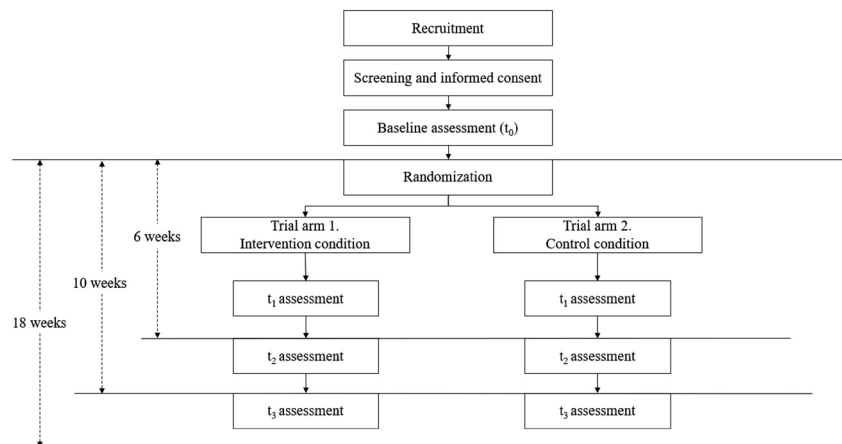 Recruitment
Screening and informed consent
Baseline assessment (t₀)
Randomization
Trial arm 1.
Intervention condition
Trial arm 2.
Control condition
6 weeks
10 weeks
18 weeks
t₁ assessment
t₁ assessment
t₂ assessment
t₂ assessment
t₃ assessment
t₃ assessment